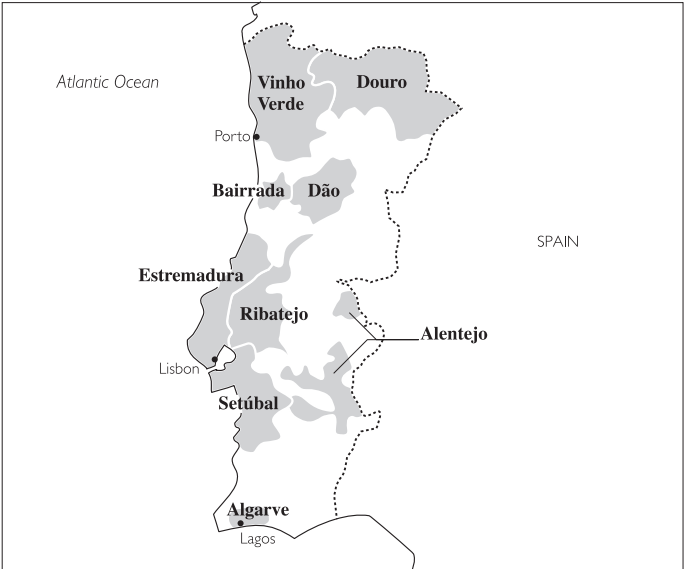 Atlantic Ocean
Vinho
Verde
Douro
Porto
Bairrada
Dão
SPAIN
Estremadura
Ribatejo
Alentejo
Lisbon
Setúbal
Algarve
Lagos